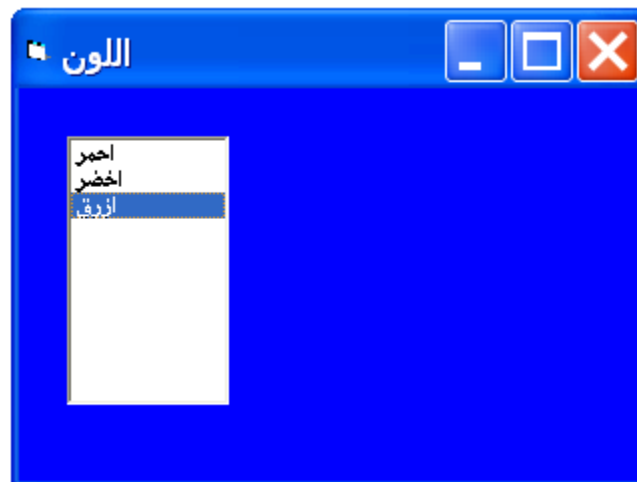 اللون
احمر
اخضر
ازرق